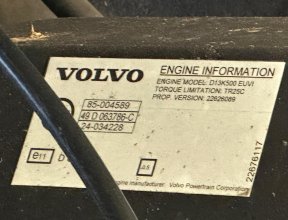 VOLVO
ENGINE INFORMATION
ENGINE MODEL: D13K500 EUVI
TORQUE LIMITATION: TR25C
PROP. VERSION: 22626089
85-004589
49 D 063786-C
24-034228
e11 D
A5
Engine manufacturer: Volvo Powertrain Corporation
22676117